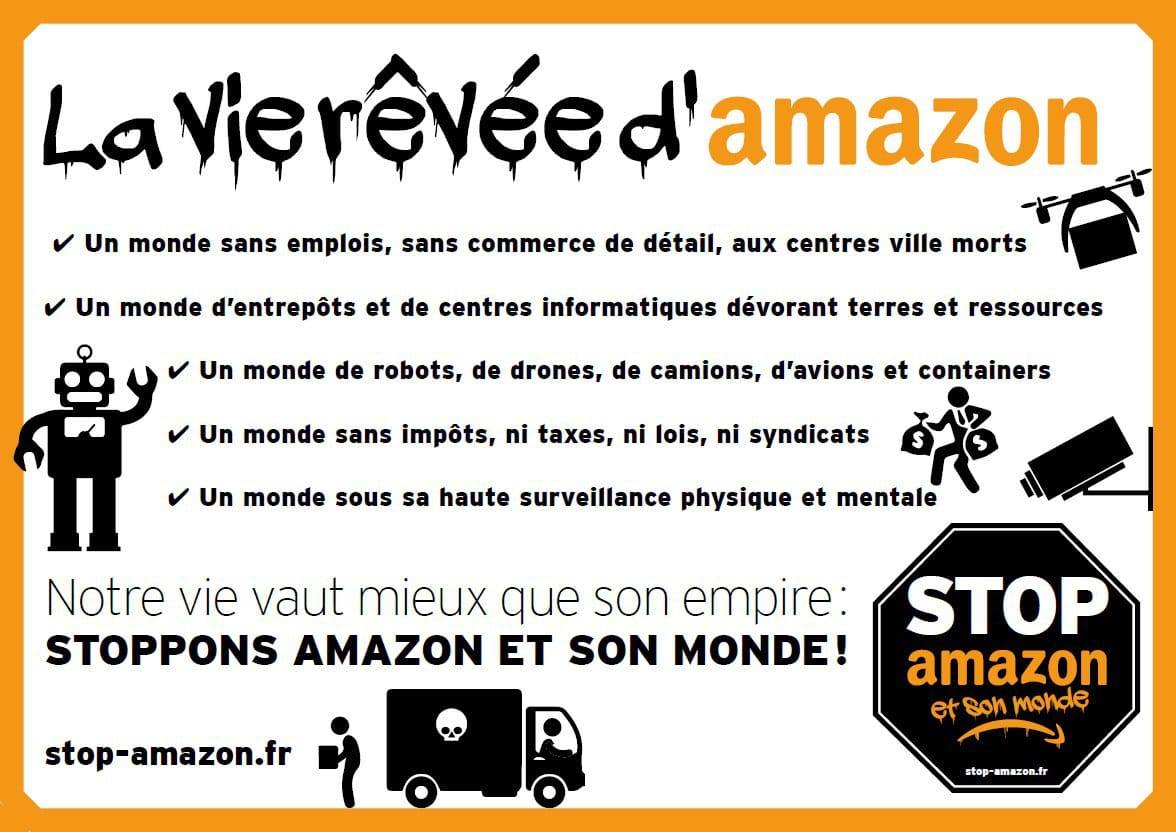 La vie rêvée d'amazon
✔ Un monde sans emplois, sans commerce de détail, aux centres ville morts
✔ Un monde d'entrepôts et de centres informatiques dévorant terres et ressources
✔ Un monde de robots, de drones, de camions, d'avions et containers
✔ Un monde sans impôts, ni taxes, ni lois, ni syndicats
$ $
✔ Un monde sous sa haute surveillance physique et mentale
Notre vie vaut mieux que son empire :
STOPPONS AMAZON ET SON MONDE !
stop-amazon.fr
STOP
amazon
et son monde
stop-amazon.fr